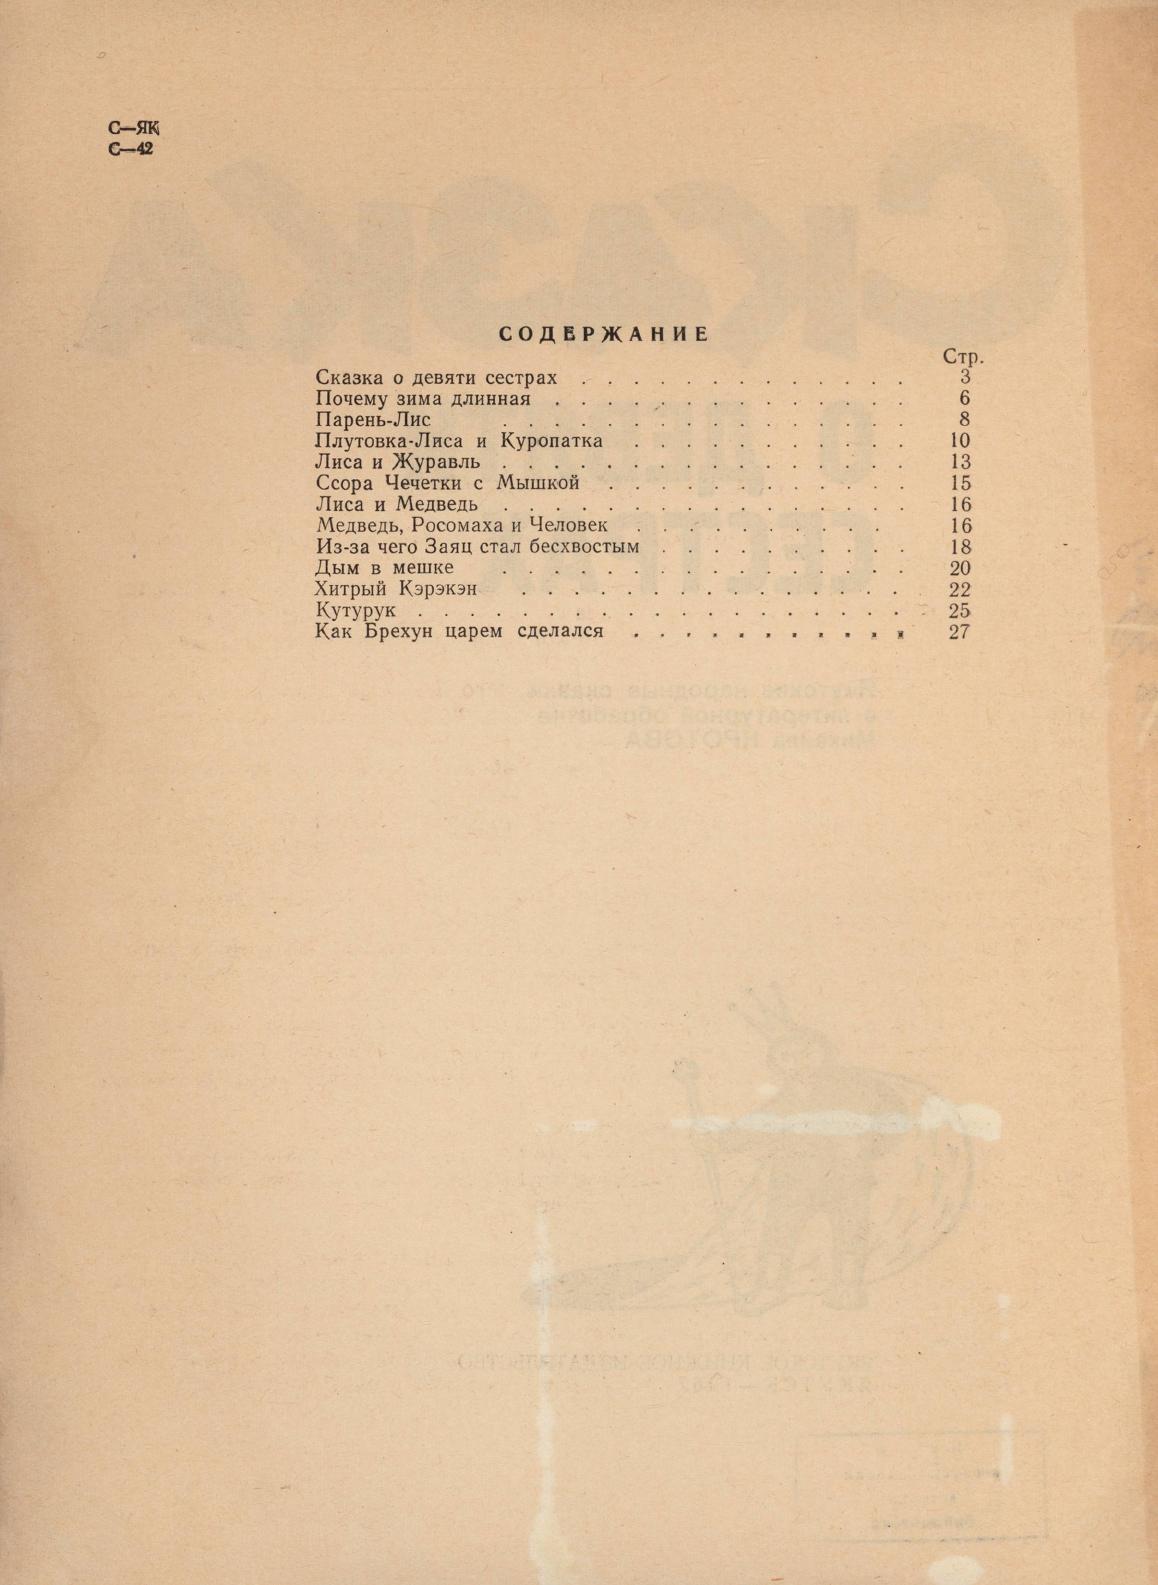 С—ЯК
С—42
СОДЕРЖАНИЕ
Стр.
Сказка о девяти сестрах . . . . . . . . . . . . . 3
Почему зима длинная . . . . . . . . . . . . . . 6
Парень-Лис . . . . . . . . . . . . . . . . 8
Плутовка-Лиса и Куропатка . . . . . . . . . . . 10
Лиса и Журавль . . . . . . . . . . . . . . . . 13
Ссора Чечетки с Мышкой . . . . . . . . . . . . 15
Лиса и Медведь . . . . . . . . . . . . . . . . 16
Медведь, Росомаха и Человек . . . . . . . . . . 16
Из-за чего Заяц стал бесхвостым . . . . . . . . . . 18
Дым в мешке . . . . . . . . . . . . . . . . 20
Хитрый Кэрэкэн . . . . . . . . . . . . . . . 22
Кутурук . . . . . . . . . . . . . . . . . . . 25
Как Брехун царем сделался . . . . . . . . . . . 27